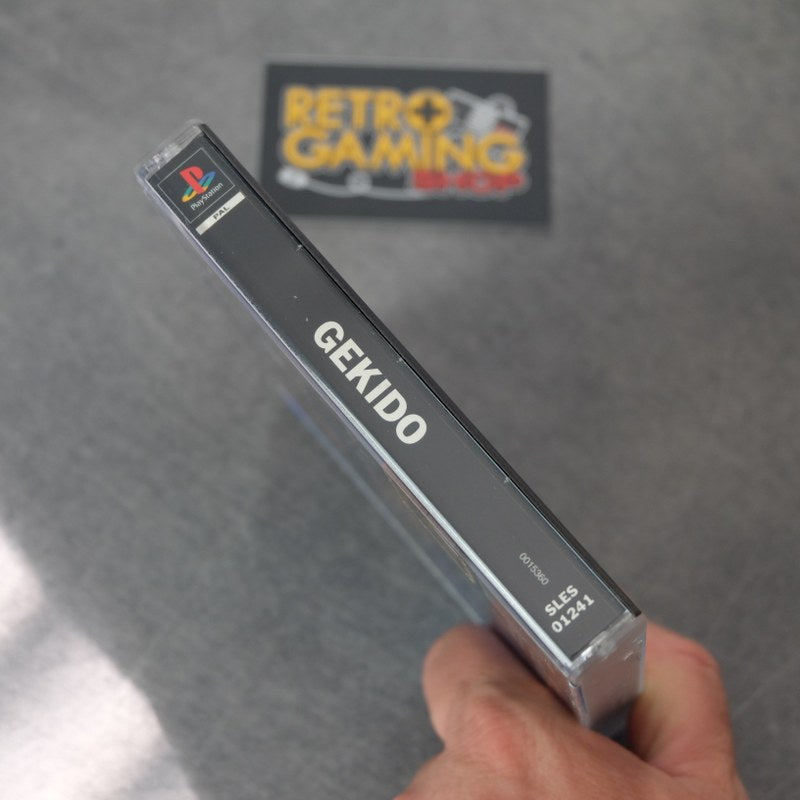 RETRO
GAMING
SHOP
PlayStation
PAL
GEKIDO
0015360
SLES
01241